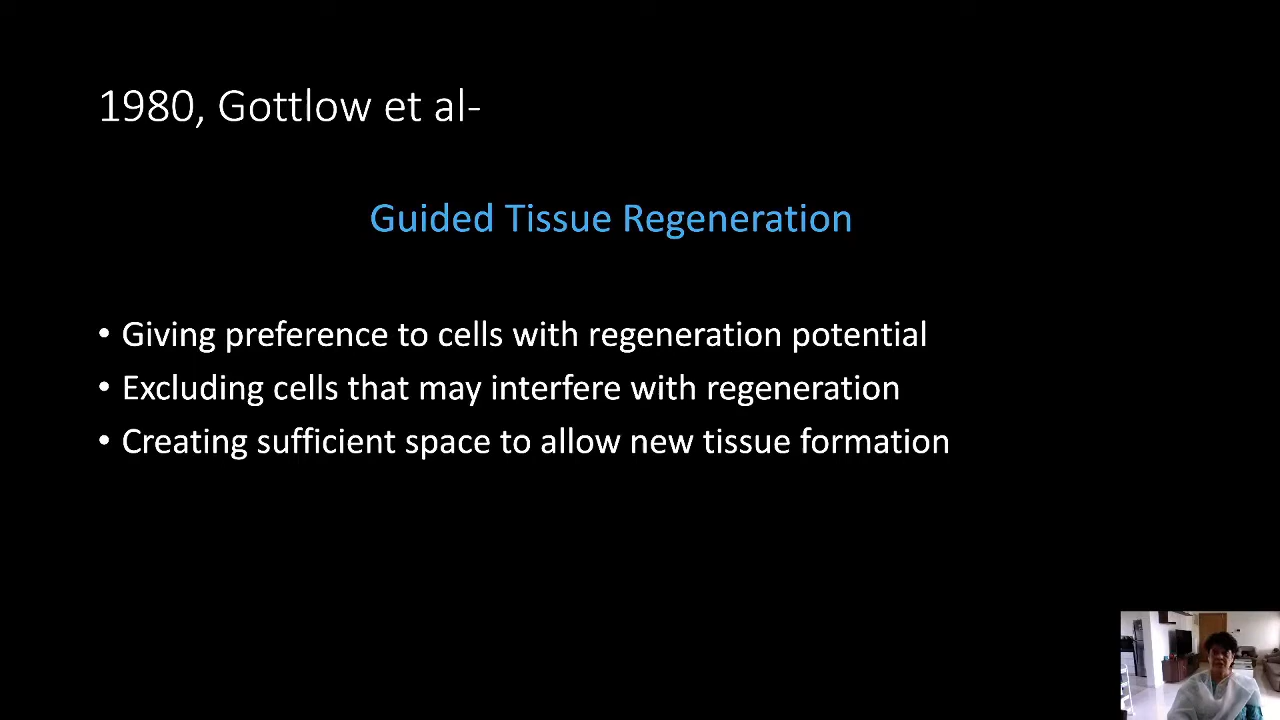 1980, Gottlow et al-
Guided Tissue Regeneration
• Giving preference to cells with regeneration potential
• Excluding cells that may interfere with regeneration
• Creating sufficient space to allow new tissue formation